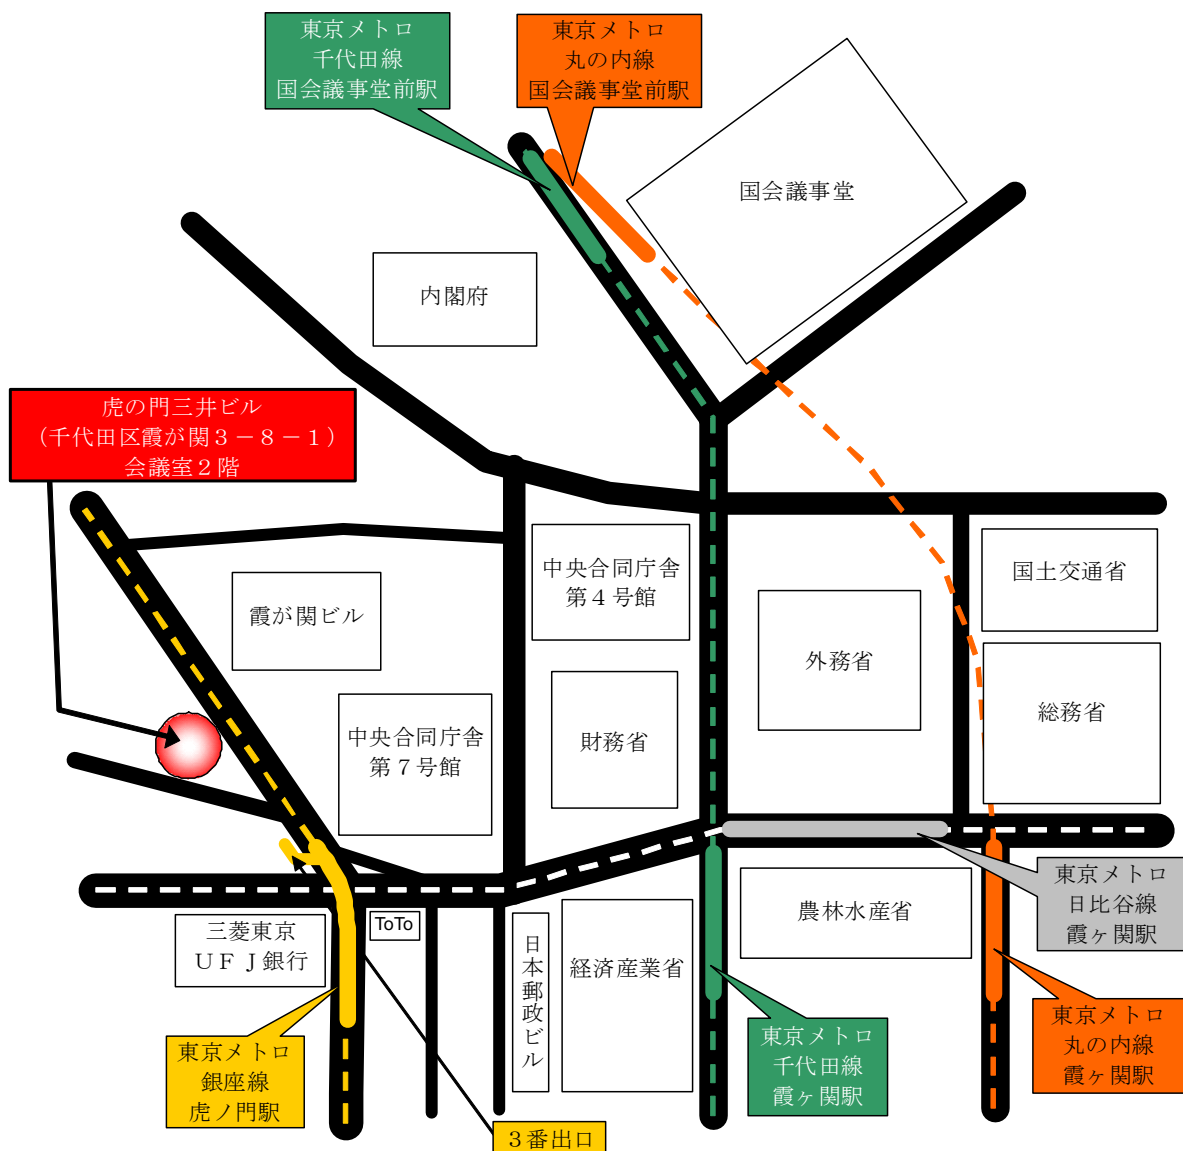 東京メトロ
千代田線
国会議事堂前駅
東京メトロ
丸の内線
国会議事堂前駅
国会議事堂
内閣府
虎の門三井ビル
（千代田区霞が関３－８－１）
会議室２階
中央合同庁舎
第４号館
国土交通省
霞が関ビル
外務省
総務省
中央合同庁舎
第７号館
財務省
東京メトロ
日比谷線
霞ヶ関駅
農林水産省
三菱東京
ＵＦＪ銀行
ToTo
日本郵政ビル
経済産業省
東京メトロ
銀座線
虎ノ門駅
東京メトロ
千代田線
霞ヶ関駅
東京メトロ
丸の内線
霞ヶ関駅
３番出口